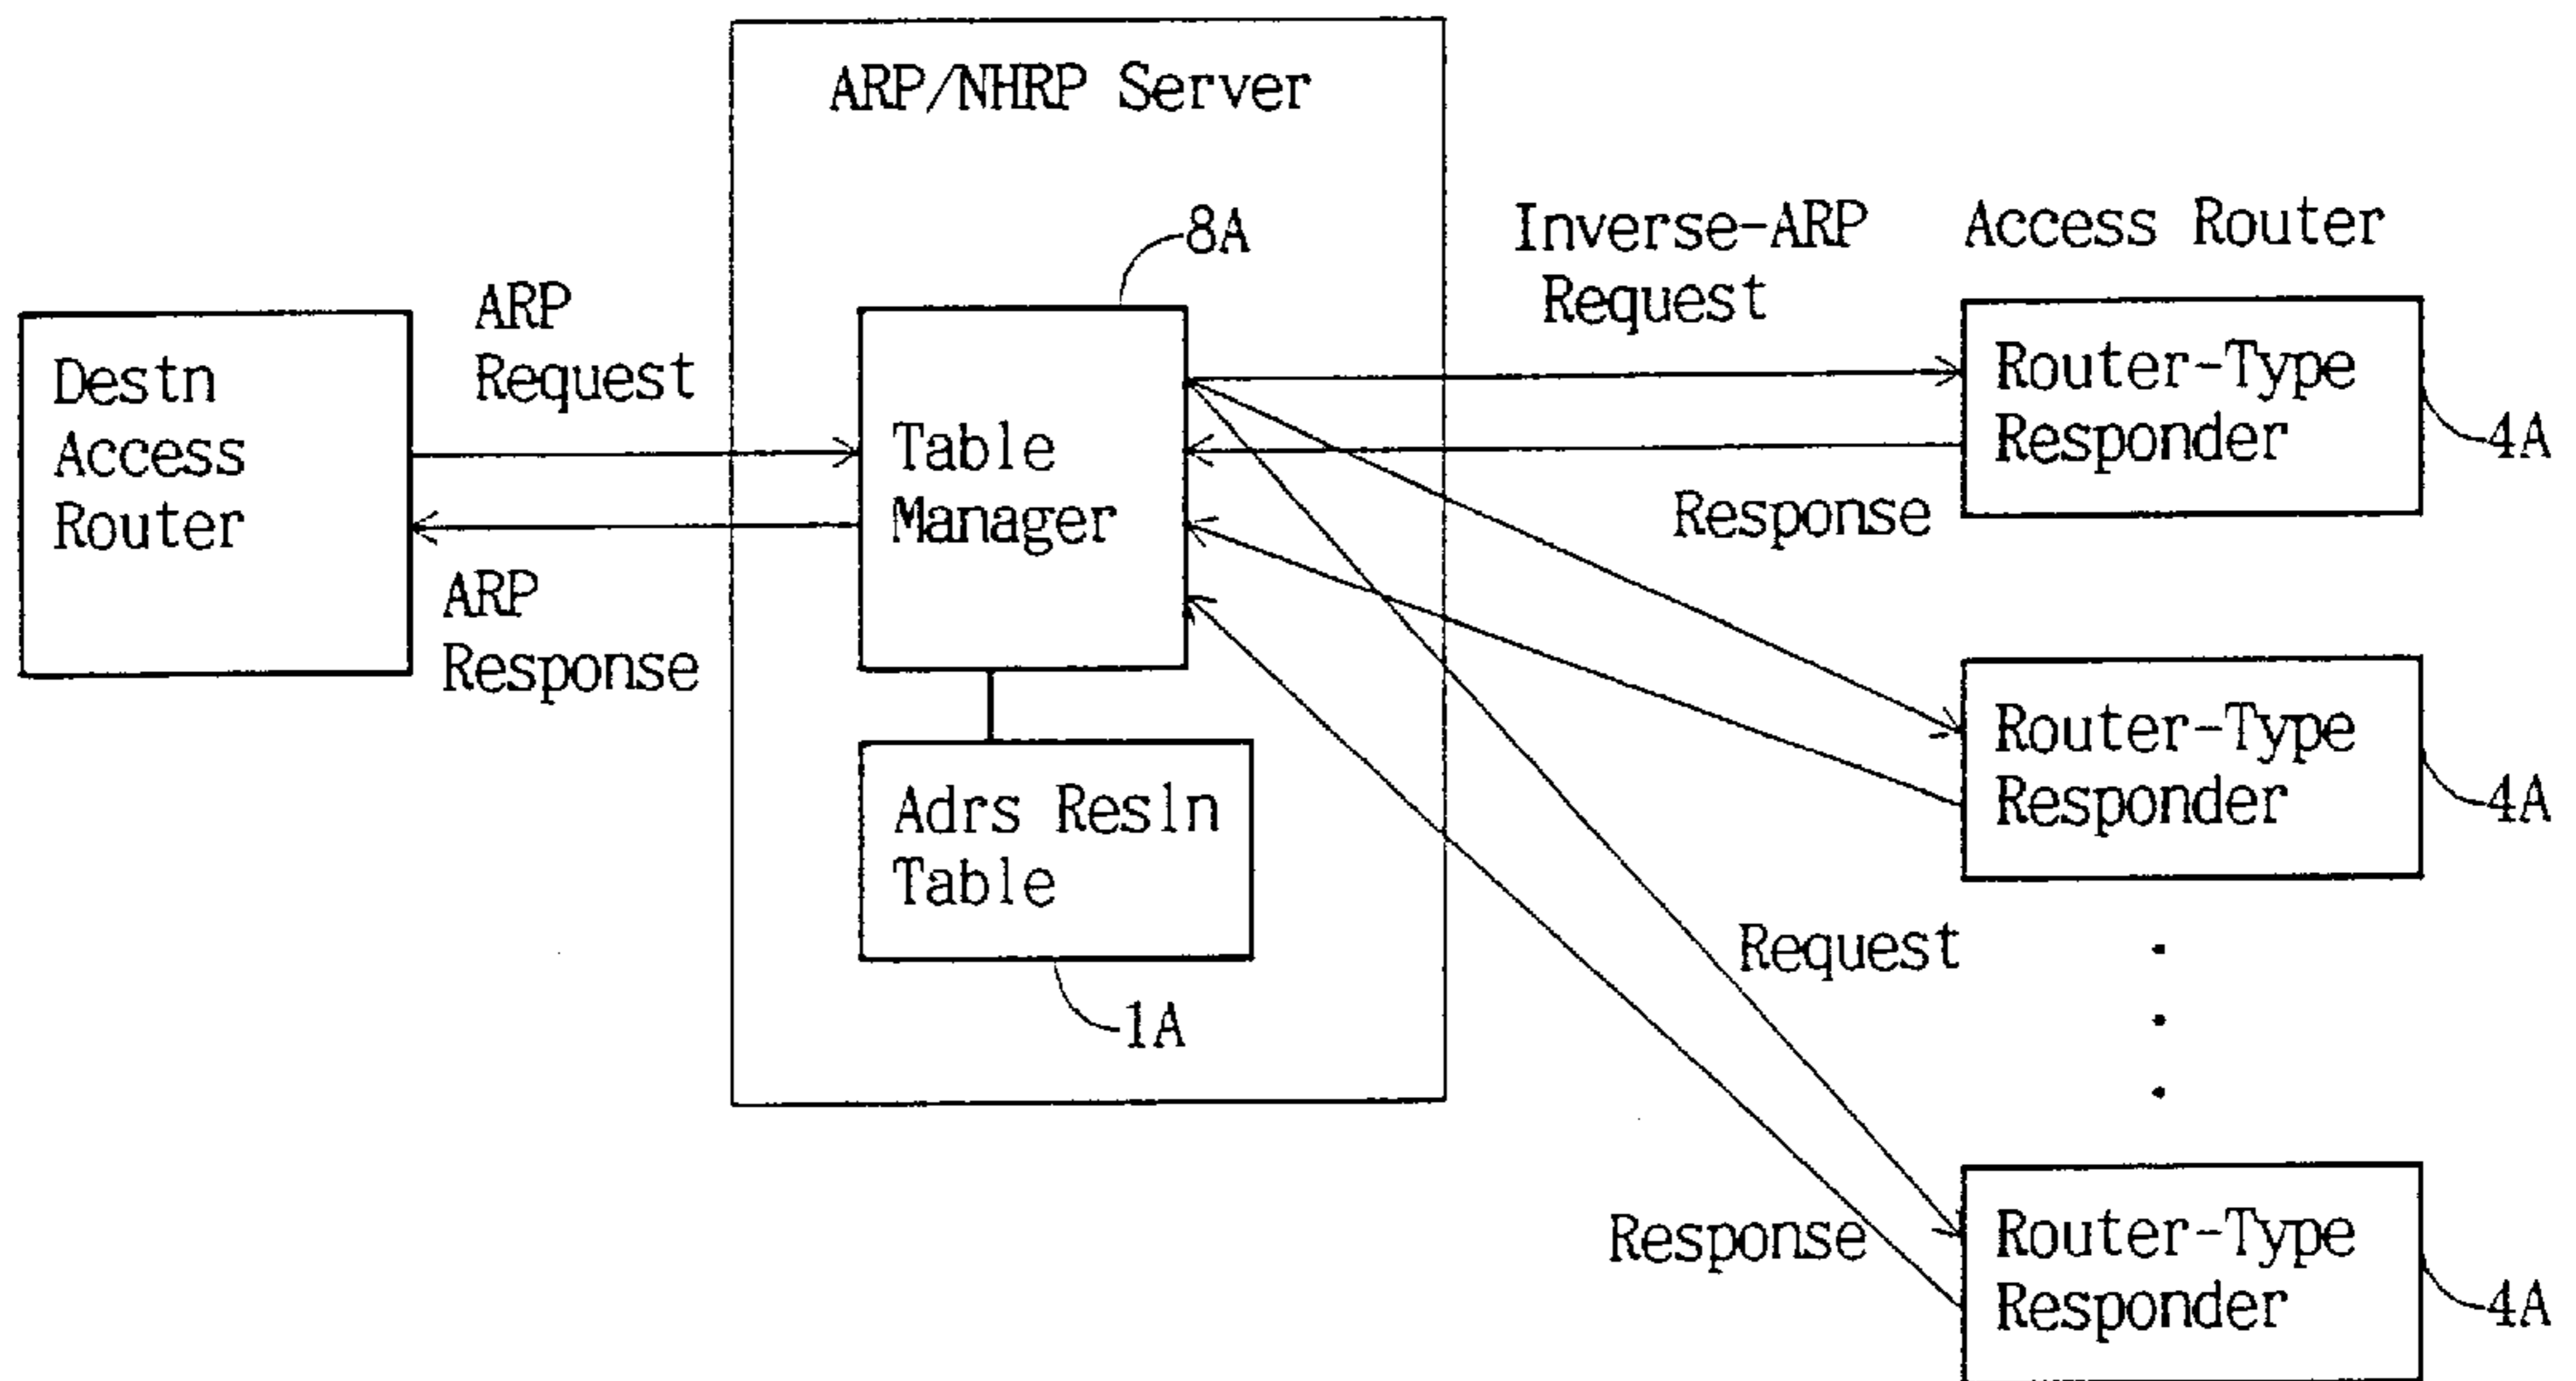 ARP/NHRP Server
8A
Inverse-ARP
Request
Access Router
ARP
Request
Destn
Access
Router
Table
Manager
Router-Type
Responder
4A
Response
ARP
Response
Adrs Resln
Table
1A
Router-Type
Responder
4A
Request
Response
Router-Type
Responder
4A